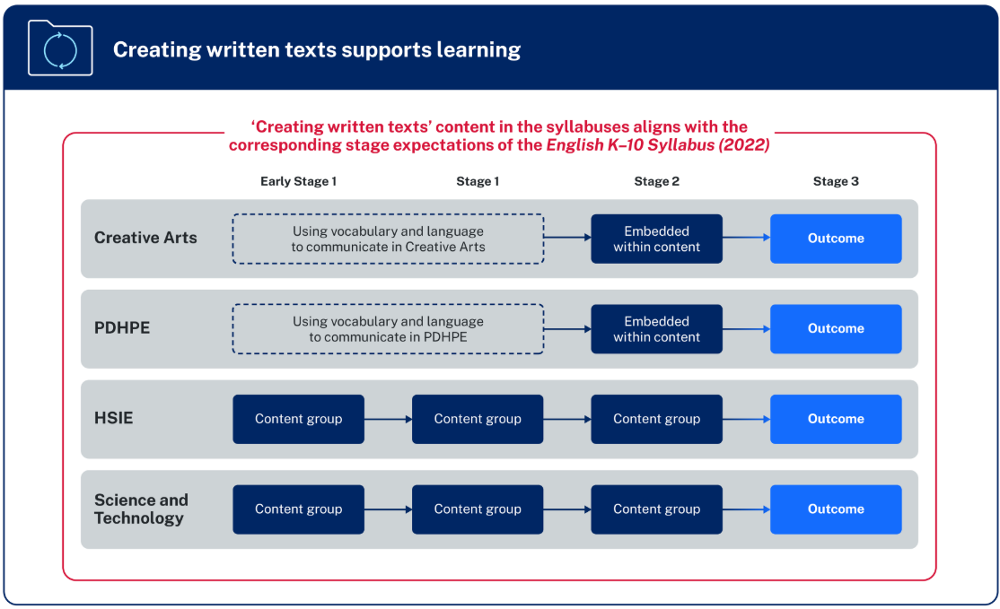 Creating written texts supports learning
‘Creating written texts’ content in the syllabuses aligns with the
corresponding stage expectations of the English K–10 Syllabus (2022)
Early Stage 1
Stage 1
Stage 2
Stage 3
Creative Arts
Using vocabulary and language
to communicate in Creative Arts
Embedded
within content
Outcome
PDHPE
Using vocabulary and language
to communicate in PDHPE
Embedded
within content
Outcome
HSIE
Content group
Content group
Content group
Outcome
Science and
Technology
Content group
Content group
Content group
Outcome